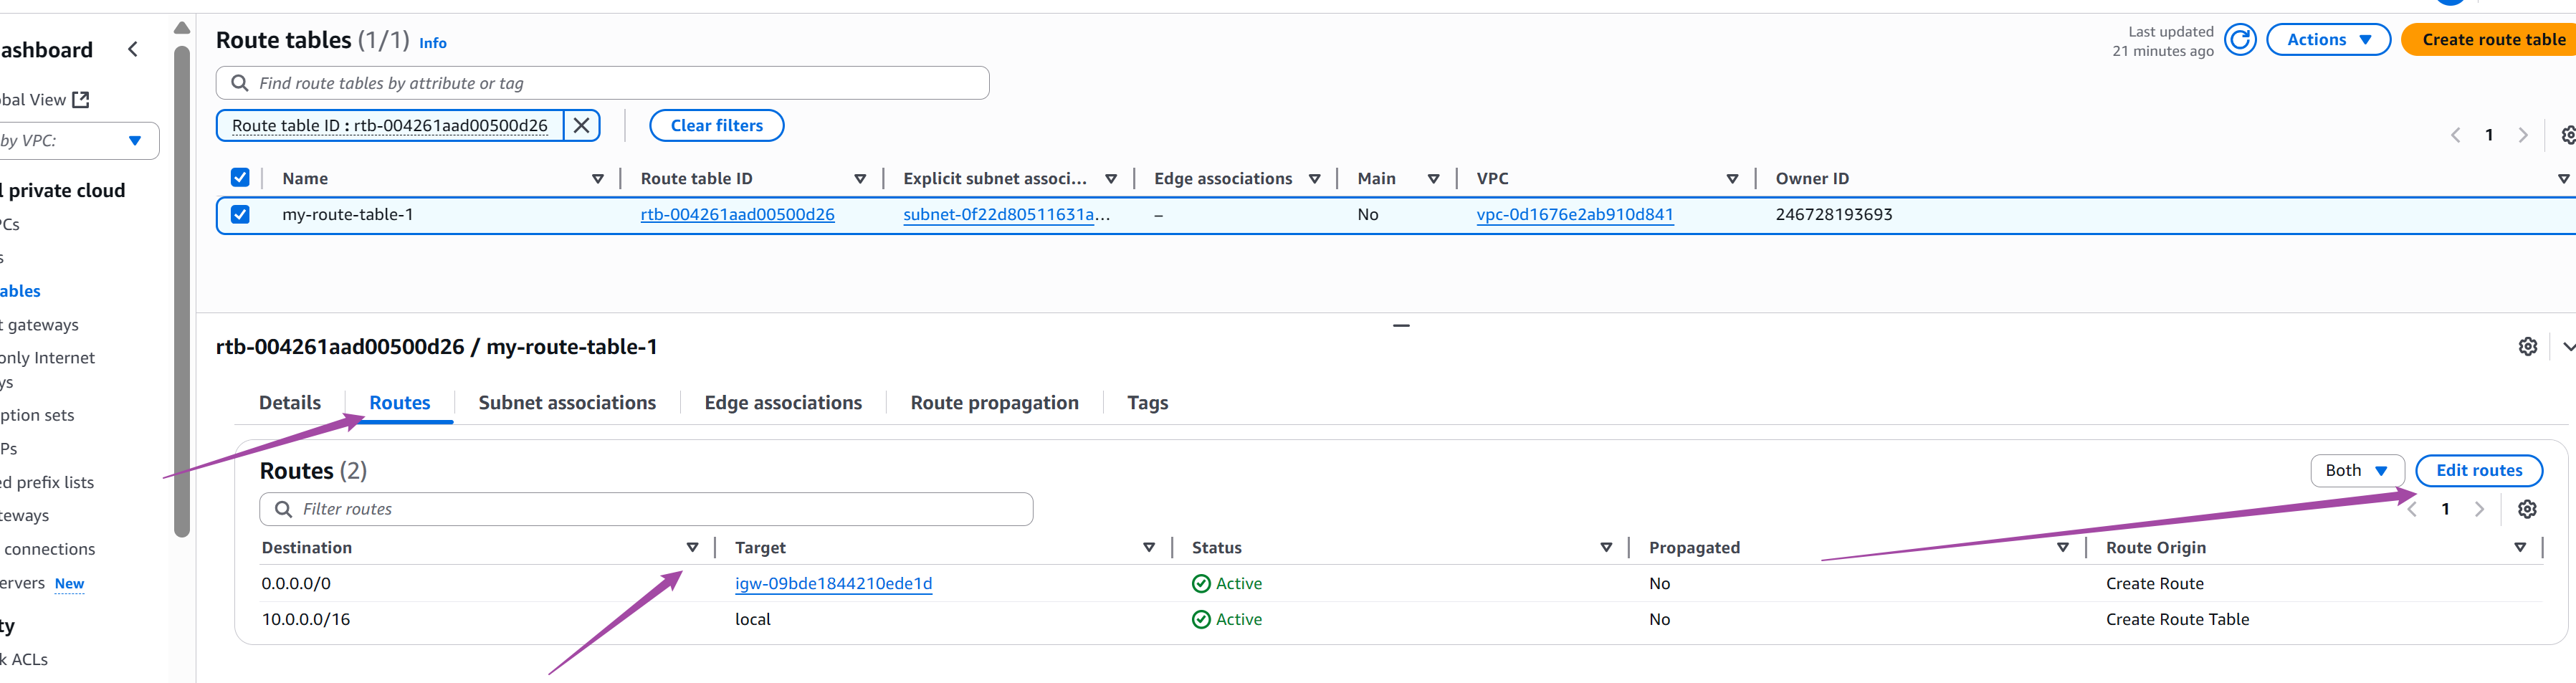 Route tables (1/1) Info
Last updated
21 minutes ago
Actions
Create route table
ashboard
Find route tables by attribute or tag
bal View
Route table ID : rtb-004261aad00500d26
Clear filters
1
by VPC:
Name Route table ID Explicit subnet associ... Edge associations Main VPC Owner ID
l private cloud
my-route-table-1 rtb-004261aad00500d26 subnet-0f22d80511631a... – No vpc-0d1676e2ab910d841 246728193693
PCs
s
ables
t gateways
only Internet
ys
ption sets
Ps
ed prefix lists
teways
connections
ervers New
ty
k ACLs
rtb-004261aad00500d26 / my-route-table-1
Details Routes Subnet associations Edge associations Route propagation Tags
Routes (2)
Both
Edit routes
Filter routes
1
Destination Target Status Propagated Route Origin
0.0.0.0/0 igw-09bde1844210ede1d Active No Create Route
10.0.0.0/16 local Active No Create Route Table